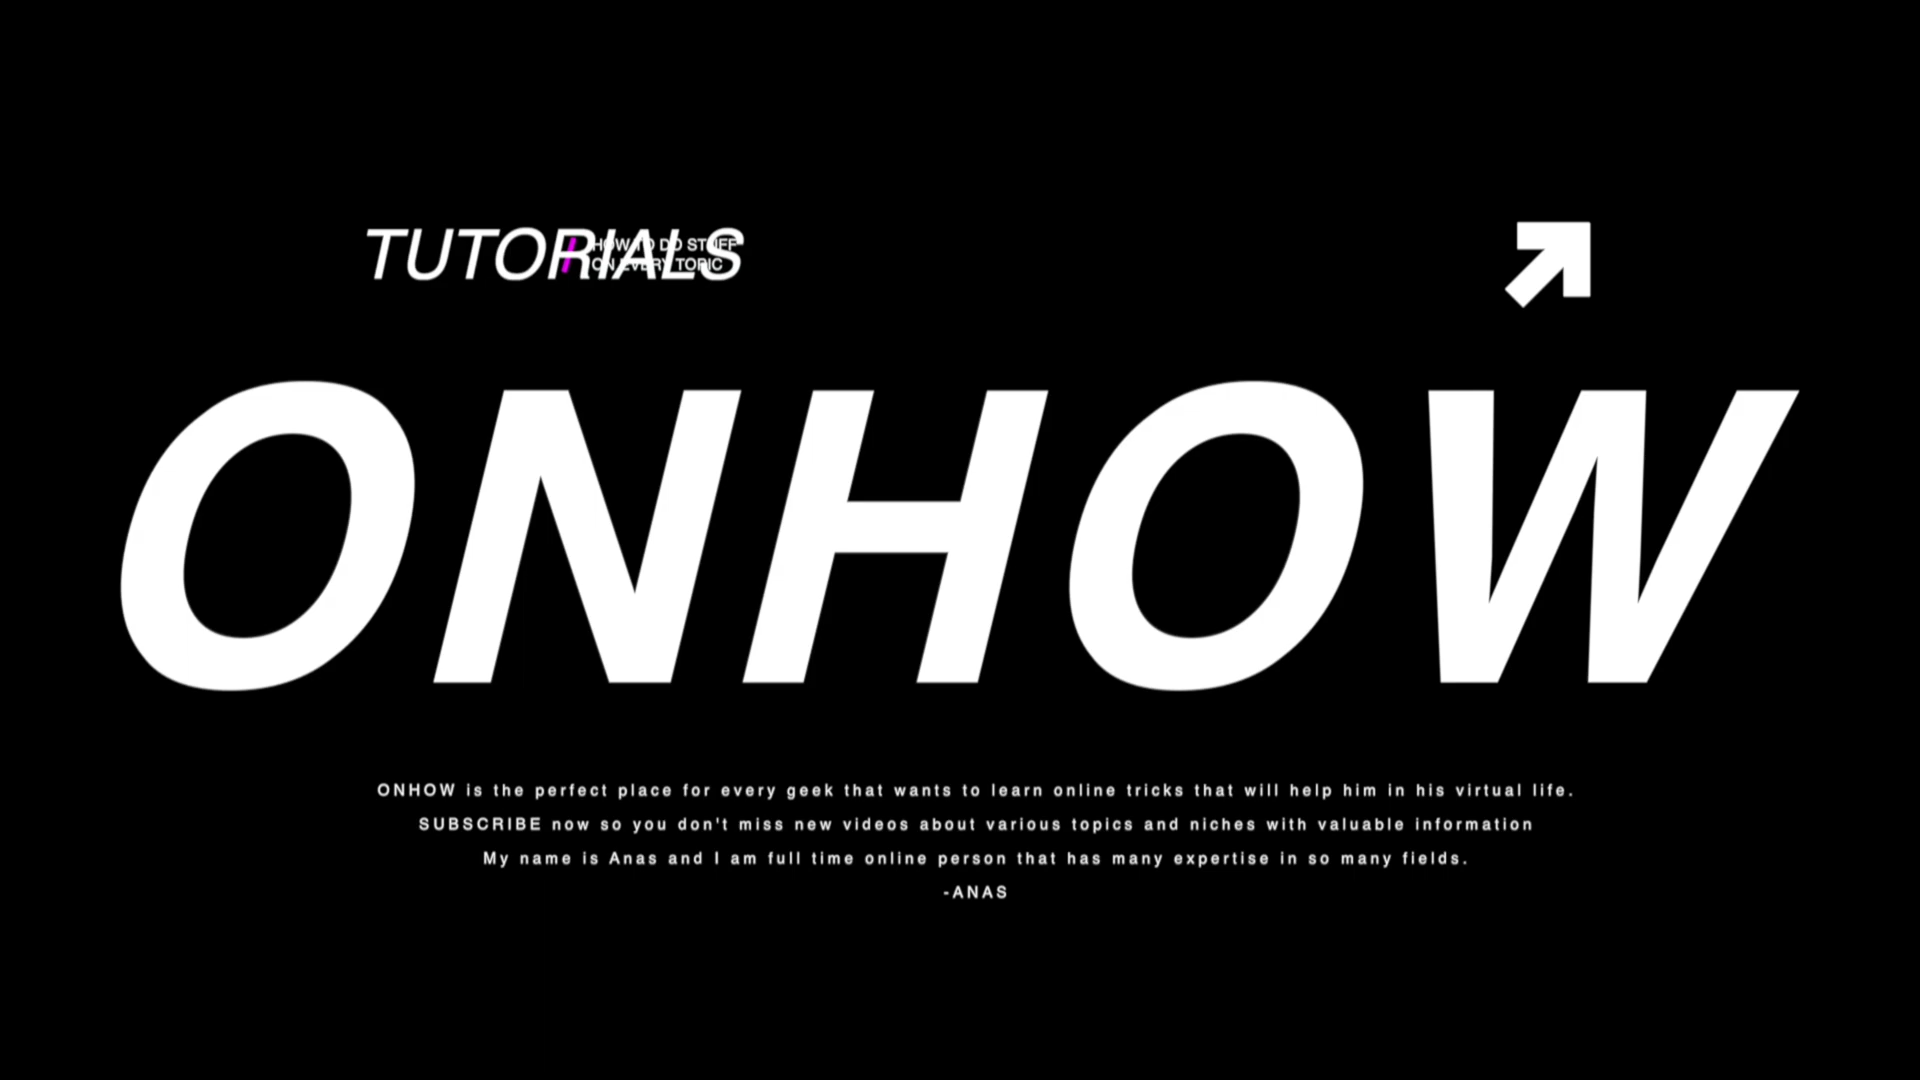 TUTORIALS
HOW TO DO STUFF
ON EVERY TOPIC
ONHOW
ONHOW is the perfect place for every geek that wants to learn online tricks that will help him in his virtual life.
SUBSCRIBE now so you don't miss new videos about various topics and niches with valuable information
My name is Anas and I am full time online person that has many expertise in so many fields.
-ANAS